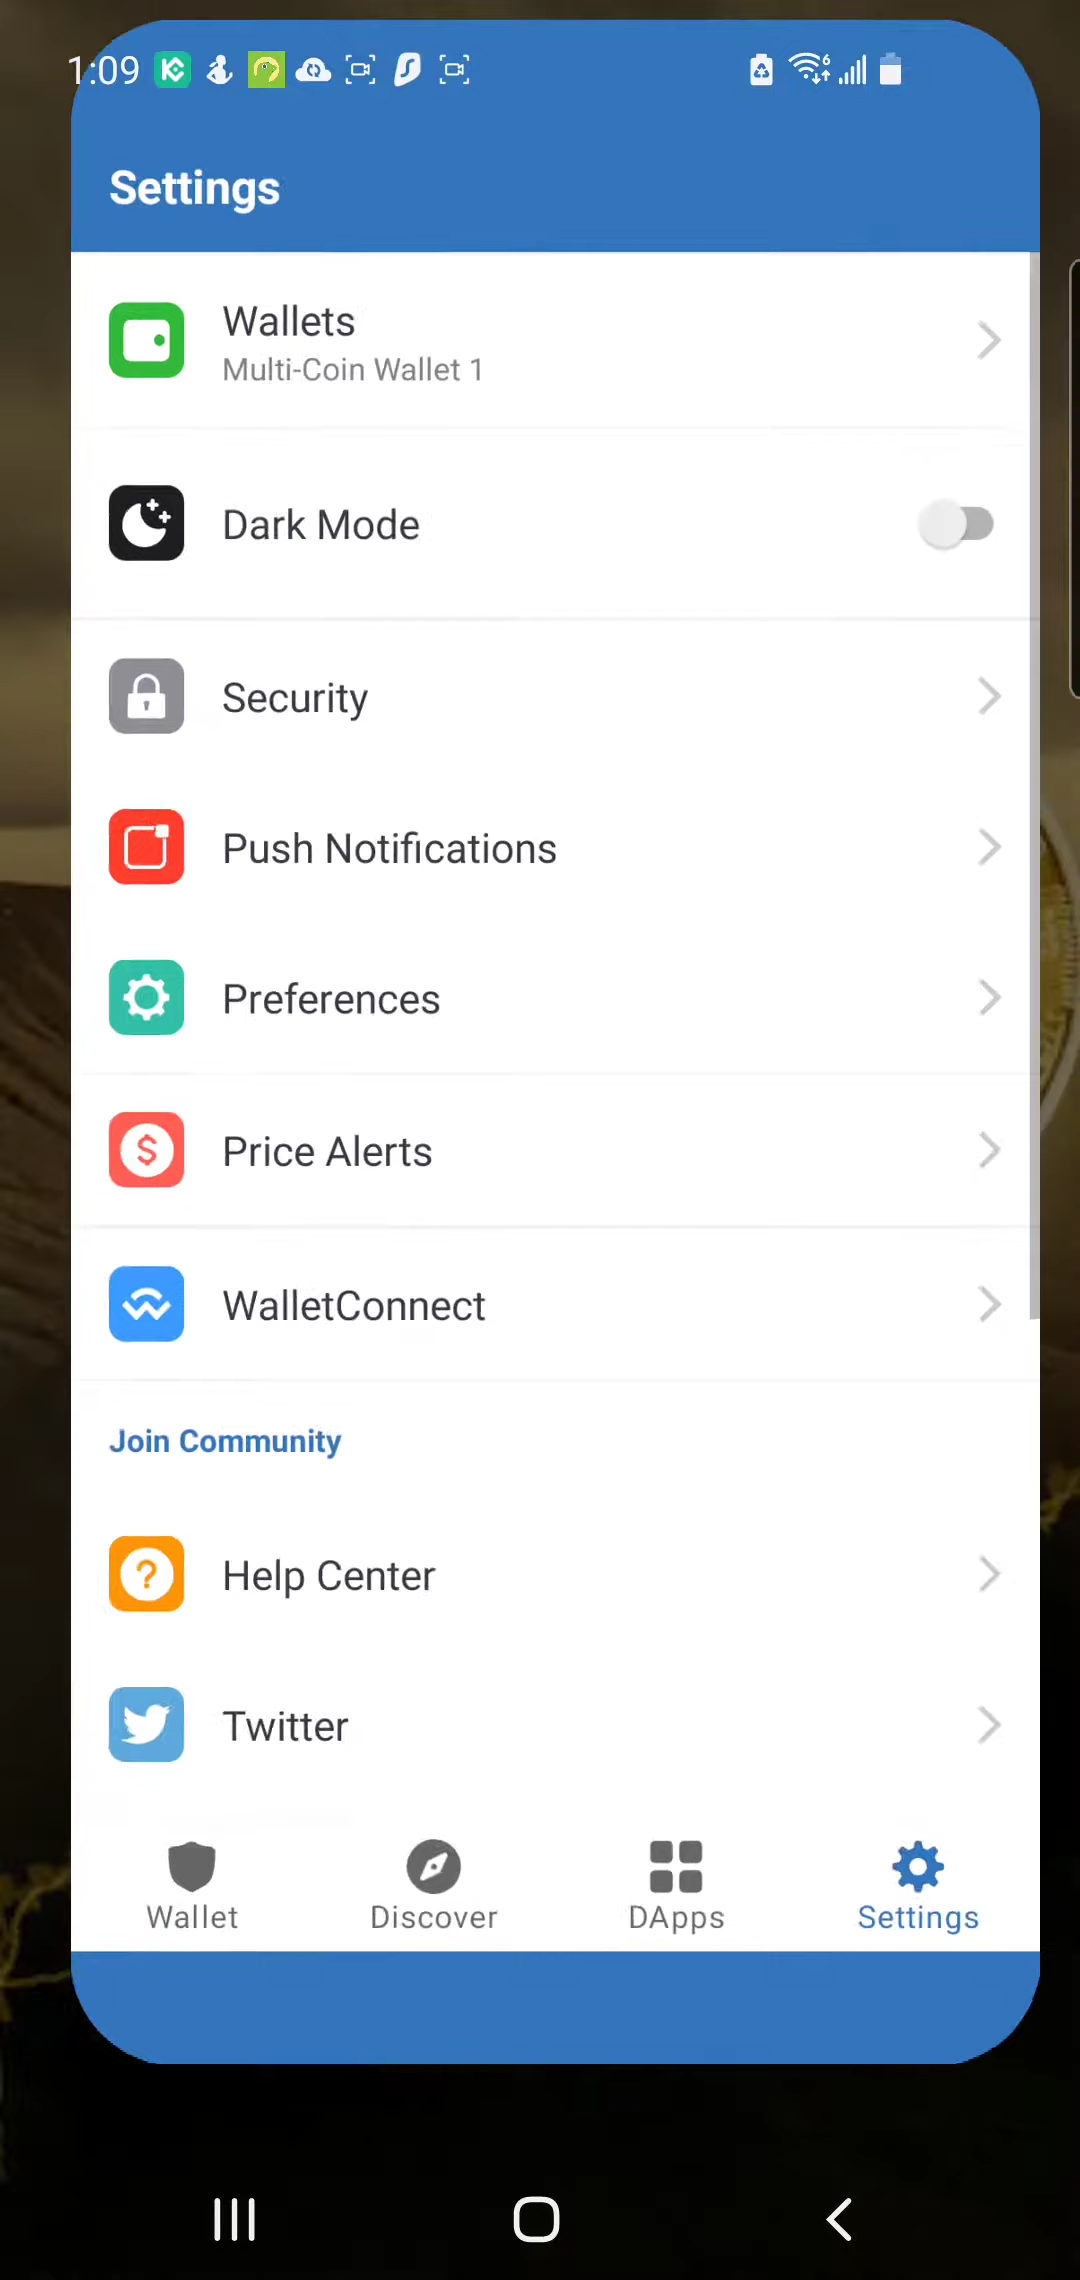 1:09
6
Settings
Wallets
Multi-Coin Wallet 1
Dark Mode
Security
Push Notifications
Preferences
Price Alerts
WalletConnect
Join Community
Help Center
Twitter
Wallet
Discover
DApps
Settings